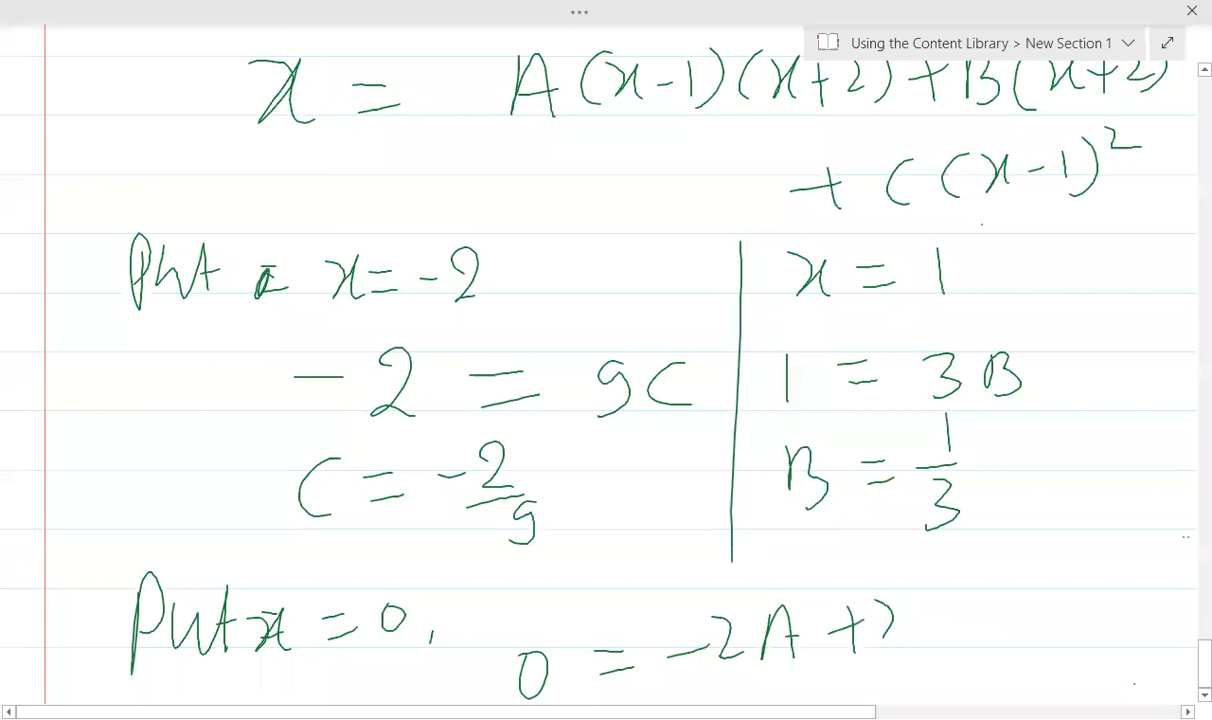 Using the Content Library > New Section 1
x = A(x-1)(x+2)+B(x+2)
+ C(x-1)²
Put x=-2
-2 = 9C
C = -2/9
x = 1
1 = 3B
B = 1/3
Put x = 0,
0 = -2A +